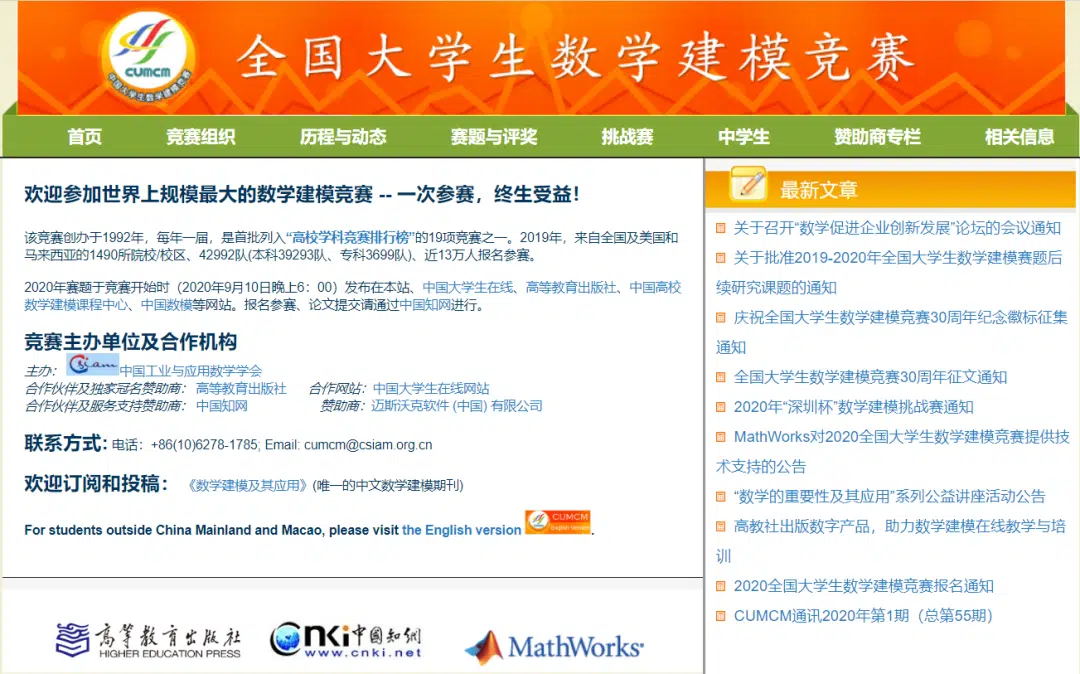 CUMCM
中国大学生数学建模竞赛
全国大学生数学建模竞赛
首页 竞赛组织 历程与动态 赛题与评奖 挑战赛 中学生 赞助商专栏 相关信息
欢迎参加世界上规模最大的数学建模竞赛 -- 一次参赛，终生受益！
该竞赛创办于1992年，每年一届，是首批列入“高校学科竞赛排行榜”的19项竞赛之一。2019年，来自全国及美国和
马来西亚的1490所院校/校区、42992队(本科39293队、专科3699队)、近13万人报名参赛。
2020年赛题于竞赛开始时（2020年9月10日晚上6：00）发布在本站、中国大学生在线、高等教育出版社、中国高校
数学建模课程中心、中国数模等网站。报名参赛、论文提交请通过中国知网进行。
竞赛主办单位及合作机构
主办： CSiam 中国工业与应用数学学会
合作伙伴及独家冠名赞助商： 高等教育出版社 合作网站：中国大学生在线网站
合作伙伴及服务支持赞助商： 中国知网 赞助商：迈斯沃克软件 (中国) 有限公司
联系方式: 电话：+86(10)6278-1785; Email: cumcm@csiam.org.cn
欢迎订阅和投稿： 《数学建模及其应用》(唯一的中文数学建模期刊)
For students outside China Mainland and Macao, please visit the English version CUMCM English Version.
高等教育出版社
HIGHER EDUCATION PRESS
Cnki中国知网
www.cnki.net
MathWorks
最新文章
关于召开“数学促进企业创新发展”论坛的会议通知
关于批准2019-2020年全国大学生数学建模赛题后
续研究课题的通知
庆祝全国大学生数学建模竞赛30周年纪念徽标征集
通知
全国大学生数学建模竞赛30周年征文通知
2020年“深圳杯”数学建模挑战赛通知
MathWorks对2020全国大学生数学建模竞赛提供技
术支持的公告
“数学的重要性及其应用”系列公益讲座活动公告
高教社出版数字产品，助力数学建模在线教学与培
训
2020全国大学生数学建模竞赛报名通知
CUMCM通讯2020年第1期（总第55期）